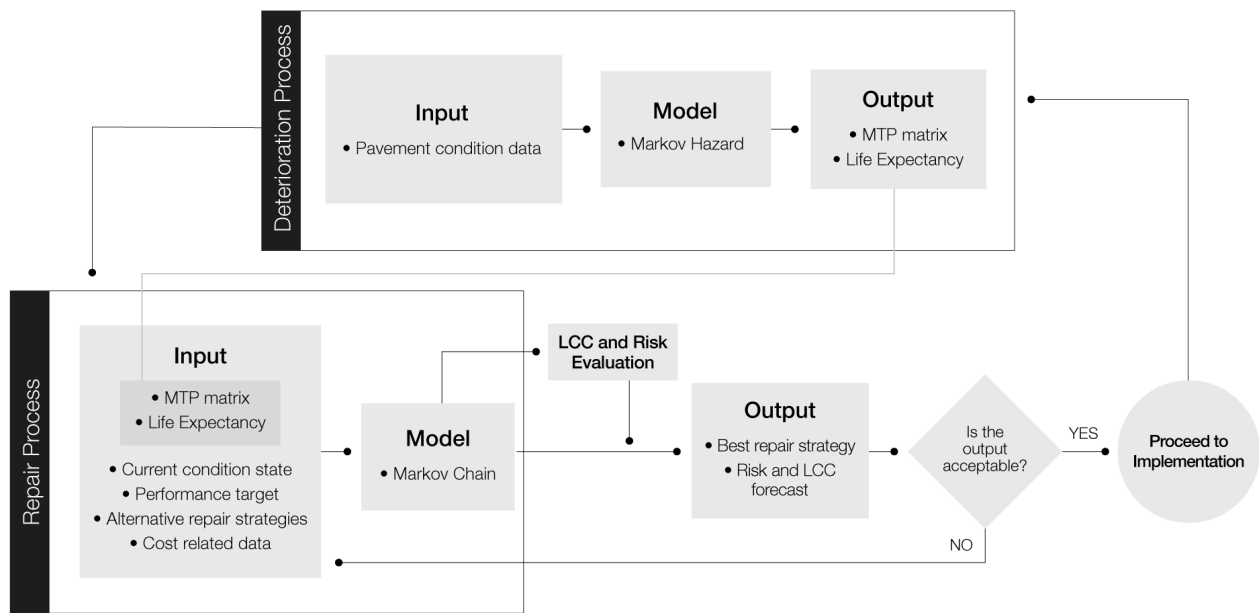 Deterioration Process
Input
• Pavement condition data
Model
• Markov Hazard
Output
• MTP matrix
• Life Expectancy
Repair Process
Input
• MTP matrix
• Life Expectancy
• Current condition state
• Performance target
• Alternative repair strategies
• Cost related data
Model
• Markov Chain
LCC and Risk
Evaluation
Output
• Best repair strategy
• Risk and LCC
forecast
Is the
output
acceptable?
YES
NO
Proceed to
Implementation